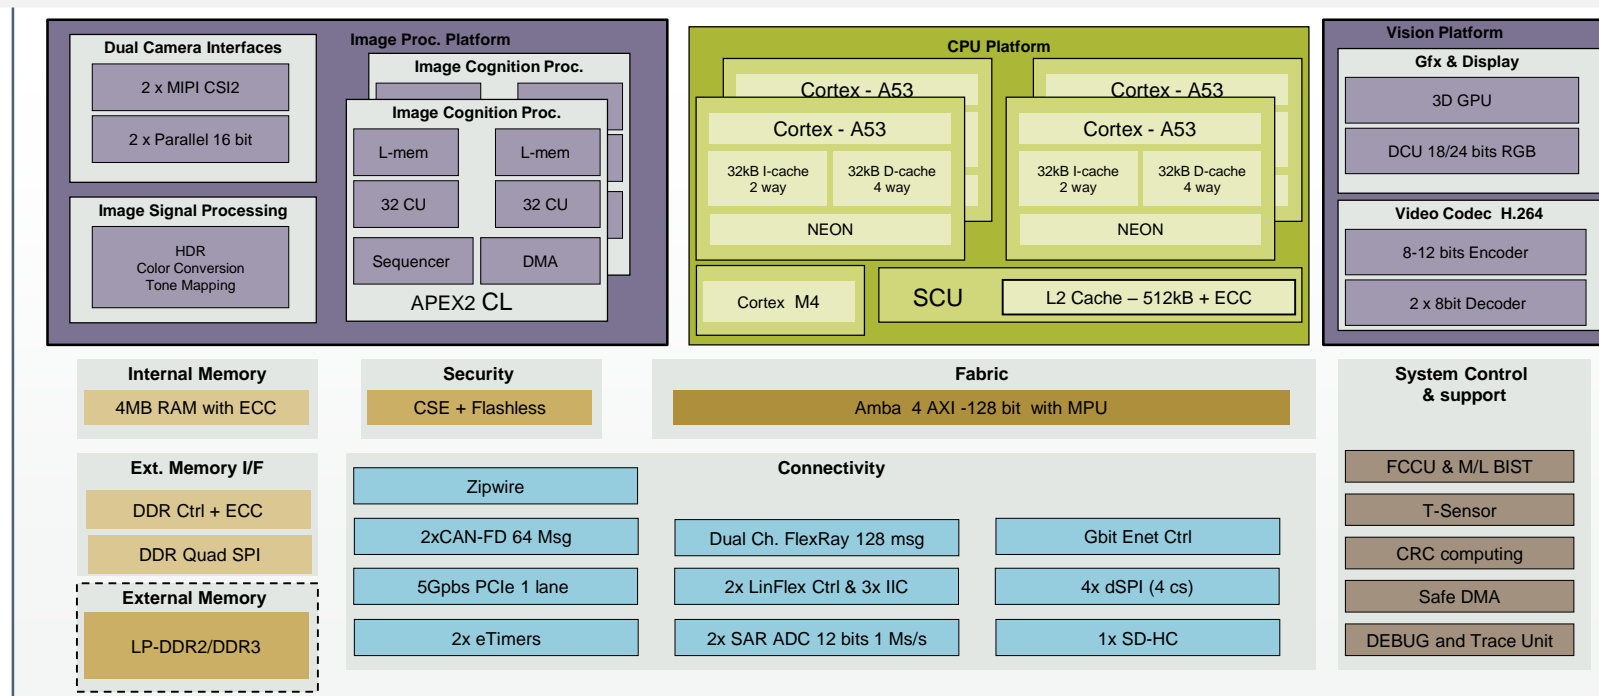 Image Proc. Platform
Dual Camera Interfaces
2 x MIPI CSI2
2 x Parallel 16 bit
Image Signal Processing
HDR
Color Conversion
Tone Mapping
Image Cognition Proc.
Image Cognition Proc.
L-mem
L-mem
32 CU
32 CU
Sequencer
DMA
APEX2 CL
CPU Platform
Cortex - A53
Cortex - A53
Cortex - A53
32kB I-cache
2 way
32kB D-cache
4 way
NEON
Cortex - A53
32kB I-cache
2 way
32kB D-cache
4 way
NEON
Cortex M4
SCU
L2 Cache – 512kB + ECC
Vision Platform
Gfx & Display
3D GPU
DCU 18/24 bits RGB
Video Codec H.264
8-12 bits Encoder
2 x 8bit Decoder
Internal Memory
4MB RAM with ECC
Security
CSE + Flashless
Fabric
Amba 4 AXI -128 bit with MPU
System Control
& support
FCCU & M/L BIST
T-Sensor
CRC computing
Safe DMA
DEBUG and Trace Unit
Ext. Memory I/F
DDR Ctrl + ECC
DDR Quad SPI
External Memory
LP-DDR2/DDR3
Connectivity
Zipwire
2xCAN-FD 64 Msg
Dual Ch. FlexRay 128 msg
Gbit Enet Ctrl
5Gpbs PCIe 1 lane
2x LinFlex Ctrl & 3x IIC
4x dSPI (4 cs)
2x eTimers
2x SAR ADC 12 bits 1 Ms/s
1x SD-HC